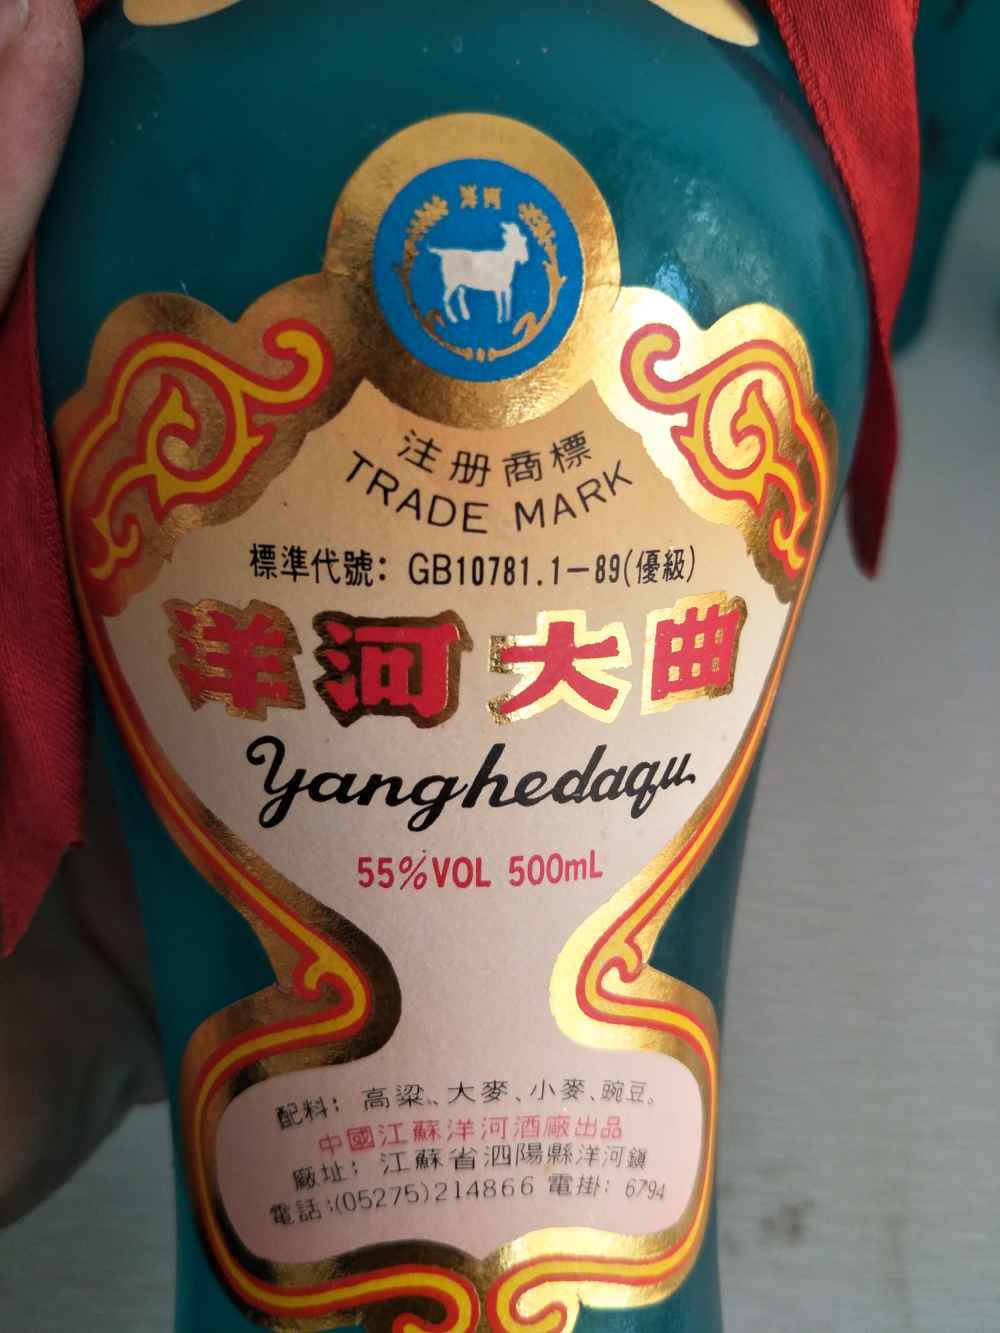 洋河
注册商標
TRADE MARK
標準代號：GB10781.1—89(優級)
洋河大曲
Yanghedaqu
55%VOL 500mL
配料：高粱、大麥、小麥、豌豆。
中國江蘇洋河酒廠出品
廠址：江蘇省泗陽縣洋河鎮
電話:(05275)214866 電掛：6794